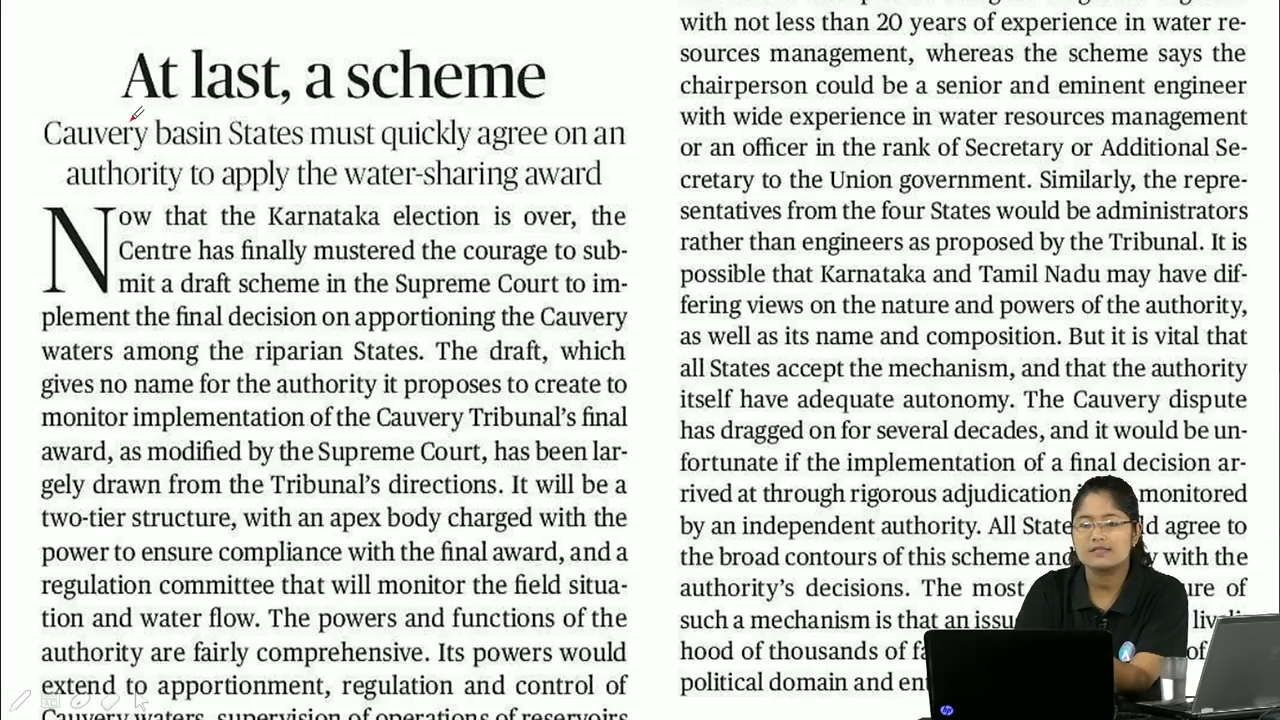 At last, a scheme
Cauvery basin States must quickly agree on an
authority to apply the water-sharing award
Now that the Karnataka election is over, the
Centre has finally mustered the courage to sub-
mit a draft scheme in the Supreme Court to im-
plement the final decision on apportioning the Cauvery
waters among the riparian States. The draft, which
gives no name for the authority it proposes to create to
monitor implementation of the Cauvery Tribunal's final
award, as modified by the Supreme Court, has been lar-
gely drawn from the Tribunal's directions. It will be a
two-tier structure, with an apex body charged with the
power to ensure compliance with the final award, and a
regulation committee that will monitor the field situa-
tion and water flow. The powers and functions of the
authority are fairly comprehensive. Its powers would
extend to apportionment, regulation and control of
Cauvery waters, supervision of operations of reservoirs
with not less than 20 years of experience in water re-
sources management, whereas the scheme says the
chairperson could be a senior and eminent engineer
with wide experience in water resources management
or an officer in the rank of Secretary or Additional Se-
cretary to the Union government. Similarly, the repre-
sentatives from the four States would be administrators
rather than engineers as proposed by the Tribunal. It is
possible that Karnataka and Tamil Nadu may have dif-
fering views on the nature and powers of the authority,
as well as its name and composition. But it is vital that
all States accept the mechanism, and that the authority
itself have adequate autonomy. The Cauvery dispute
has dragged on for several decades, and it would be un-
fortunate if the implementation of a final decision ar-
rived at through rigorous adjudication monitored
by an independent authority. All agree to
the broad contours of this scheme and with the
authority's decisions. The most of
such a mechanism is that an
hood of thousands of of
political domain and
hp